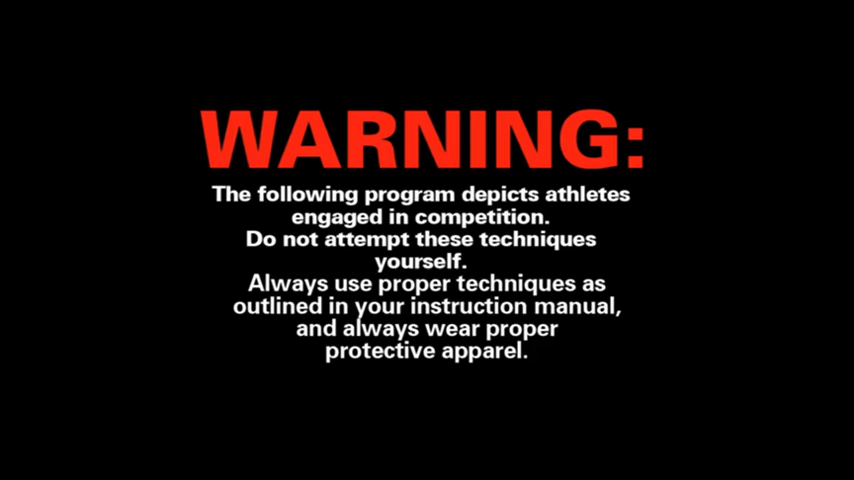 WARNING:
The following program depicts athletes
engaged in competition.
Do not attempt these techniques
yourself.
Always use proper techniques as
outlined in your instruction manual,
and always wear proper
protective apparel.